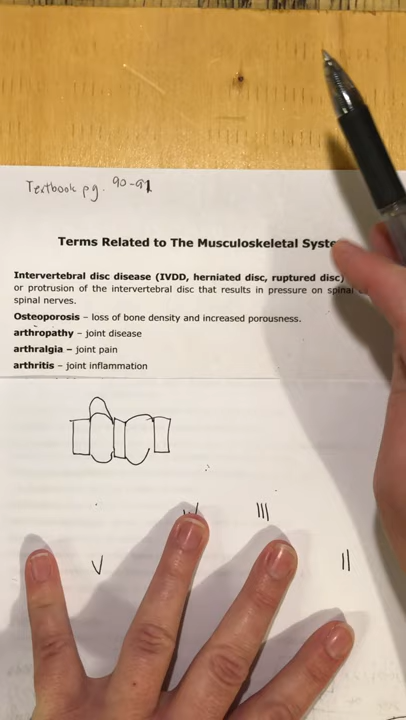 Textbook pg. 90-91
Terms Related to The Musculoskeletal Syste
Intervertebral disc disease (IVDD, herniated disc, ruptured disc)
or protrusion of the intervertebral disc that results in pressure on spinal
spinal nerves.
Osteoporosis – loss of bone density and increased porousness.
arthropathy – joint disease
arthralgia – joint pain
arthritis – joint inflammation
III
V
II